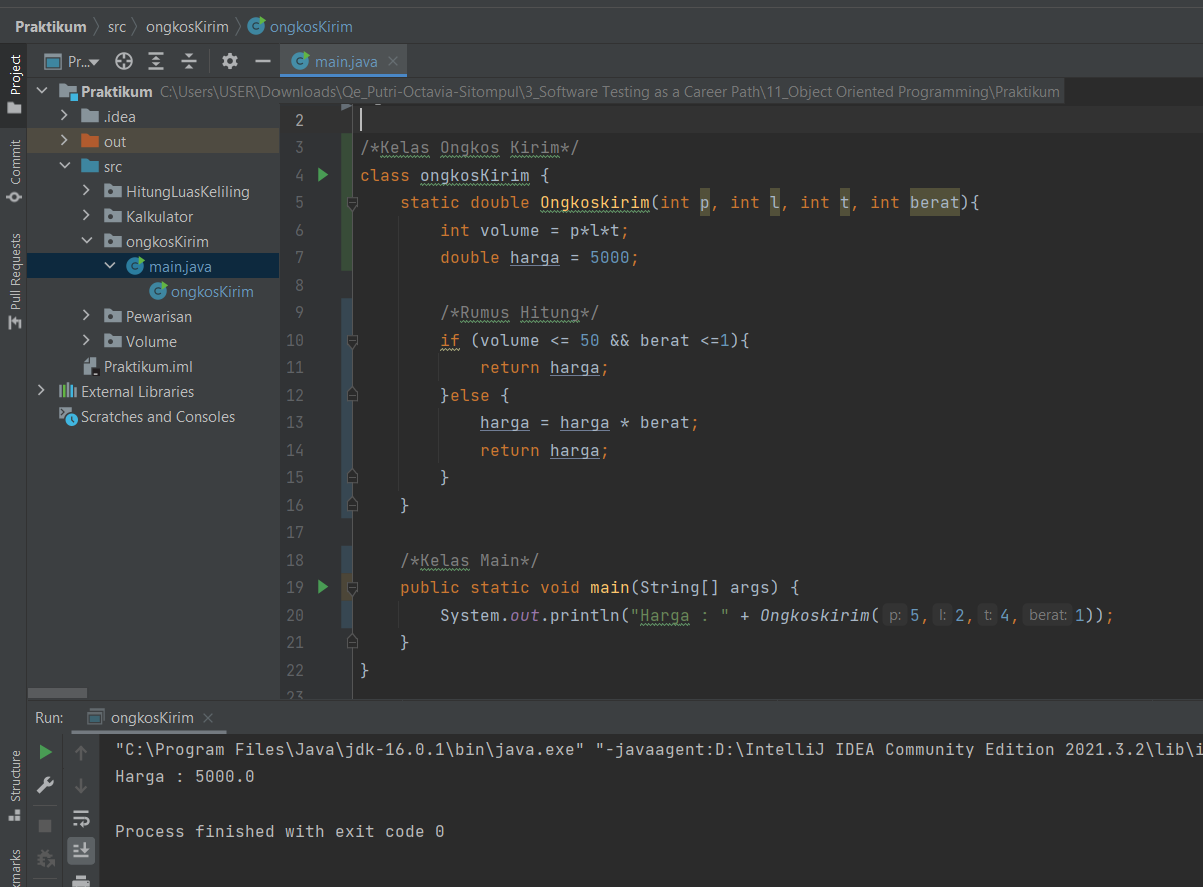 Praktikum src ongkosKirim ongkosKirim
Project
Commit
Pull Requests
Structure
Pr...
main.java
Praktikum C:\Users\USER\Downloads\Qe_Putri-Octavia-Sitompul\3_Software Testing as a Career Path\11_Object Oriented Programming\Praktikum
.idea
out
src
HitungLuasKeliling
Kalkulator
ongkosKirim
main.java
ongkosKirim
Pewarisan
Volume
Praktikum.iml
External Libraries
Scratches and Consoles
2
3 /*Kelas Ongkos Kirim*/
4 class ongkosKirim {
5 static double Ongkoskirim(int p, int l, int t, int berat){
6 int volume = p*l*t;
7 double harga = 5000;
8
9 /*Rumus Hitung*/
10 if (volume <= 50 && berat <=1){
11 return harga;
12 }else {
13 harga = harga * berat;
14 return harga;
15 }
16 }
17
18 /*Kelas Main*/
19 public static void main(String[] args) {
20 System.out.println("Harga : " + Ongkoskirim( p: 5, l: 2, t: 4, berat: 1));
21 }
22 }
23
Run: ongkosKirim
"C:\Program Files\Java\jdk-16.0.1\bin\java.exe" "-javaagent:D:\IntelliJ IDEA Community Edition 2021.3.2\lib\i
Harga : 5000.0
Process finished with exit code 0